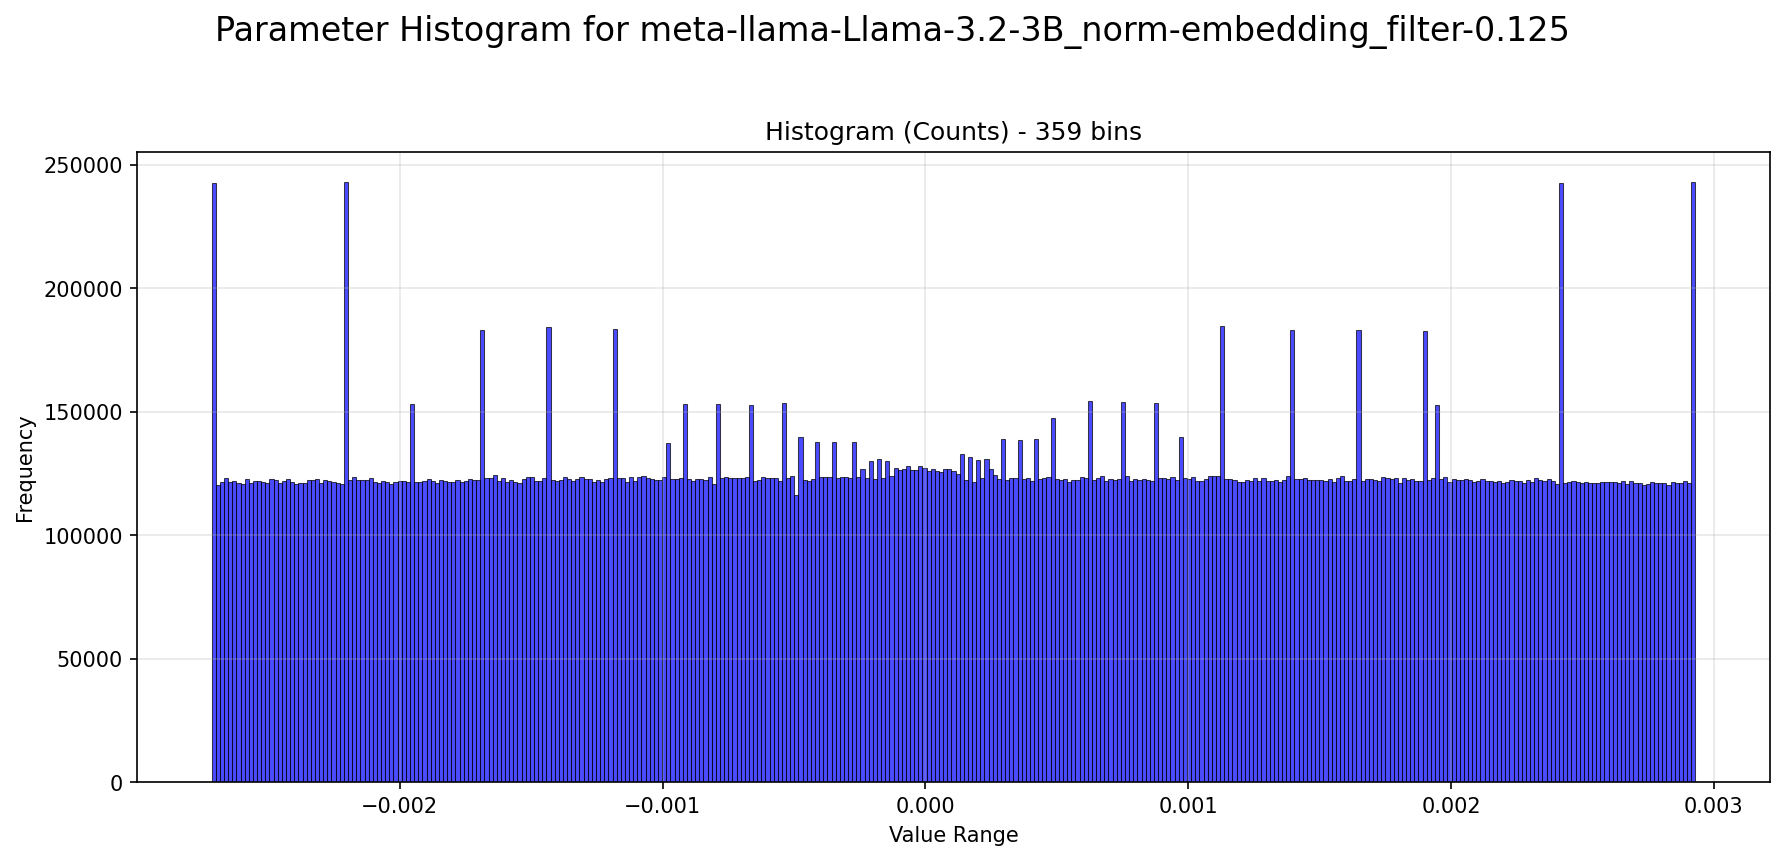 Parameter Histogram for meta-llama-Llama-3.2-3B_norm-embedding_filter-0.125
Histogram (Counts) - 359 bins
250000
200000
150000
100000
50000
0
Frequency
−0.002 −0.001 0.000 0.001 0.002 0.003
Value Range